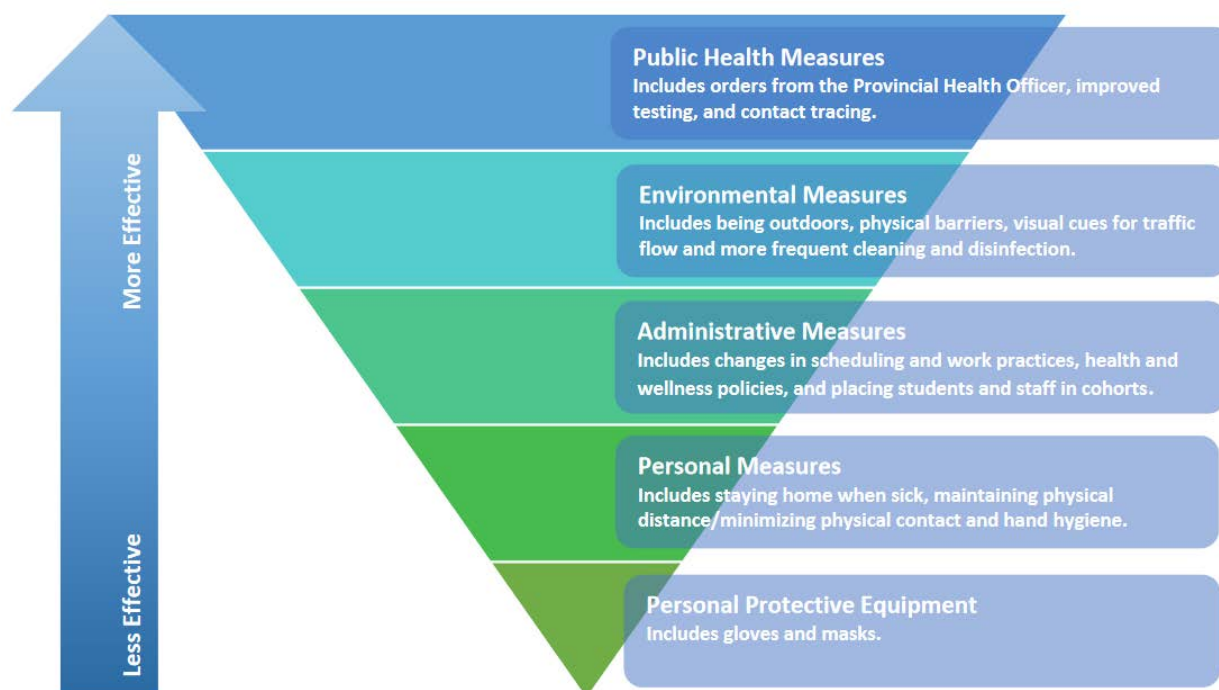 More Effective
Less Effective
Public Health Measures
Includes orders from the Provincial Health Officer, improved
testing, and contact tracing.
Environmental Measures
Includes being outdoors, physical barriers, visual cues for traffic
flow and more frequent cleaning and disinfection.
Administrative Measures
Includes changes in scheduling and work practices, health and
wellness policies, and placing students and staff in cohorts.
Personal Measures
Includes staying home when sick, maintaining physical
distance/minimizing physical contact and hand hygiene.
Personal Protective Equipment
Includes gloves and masks.